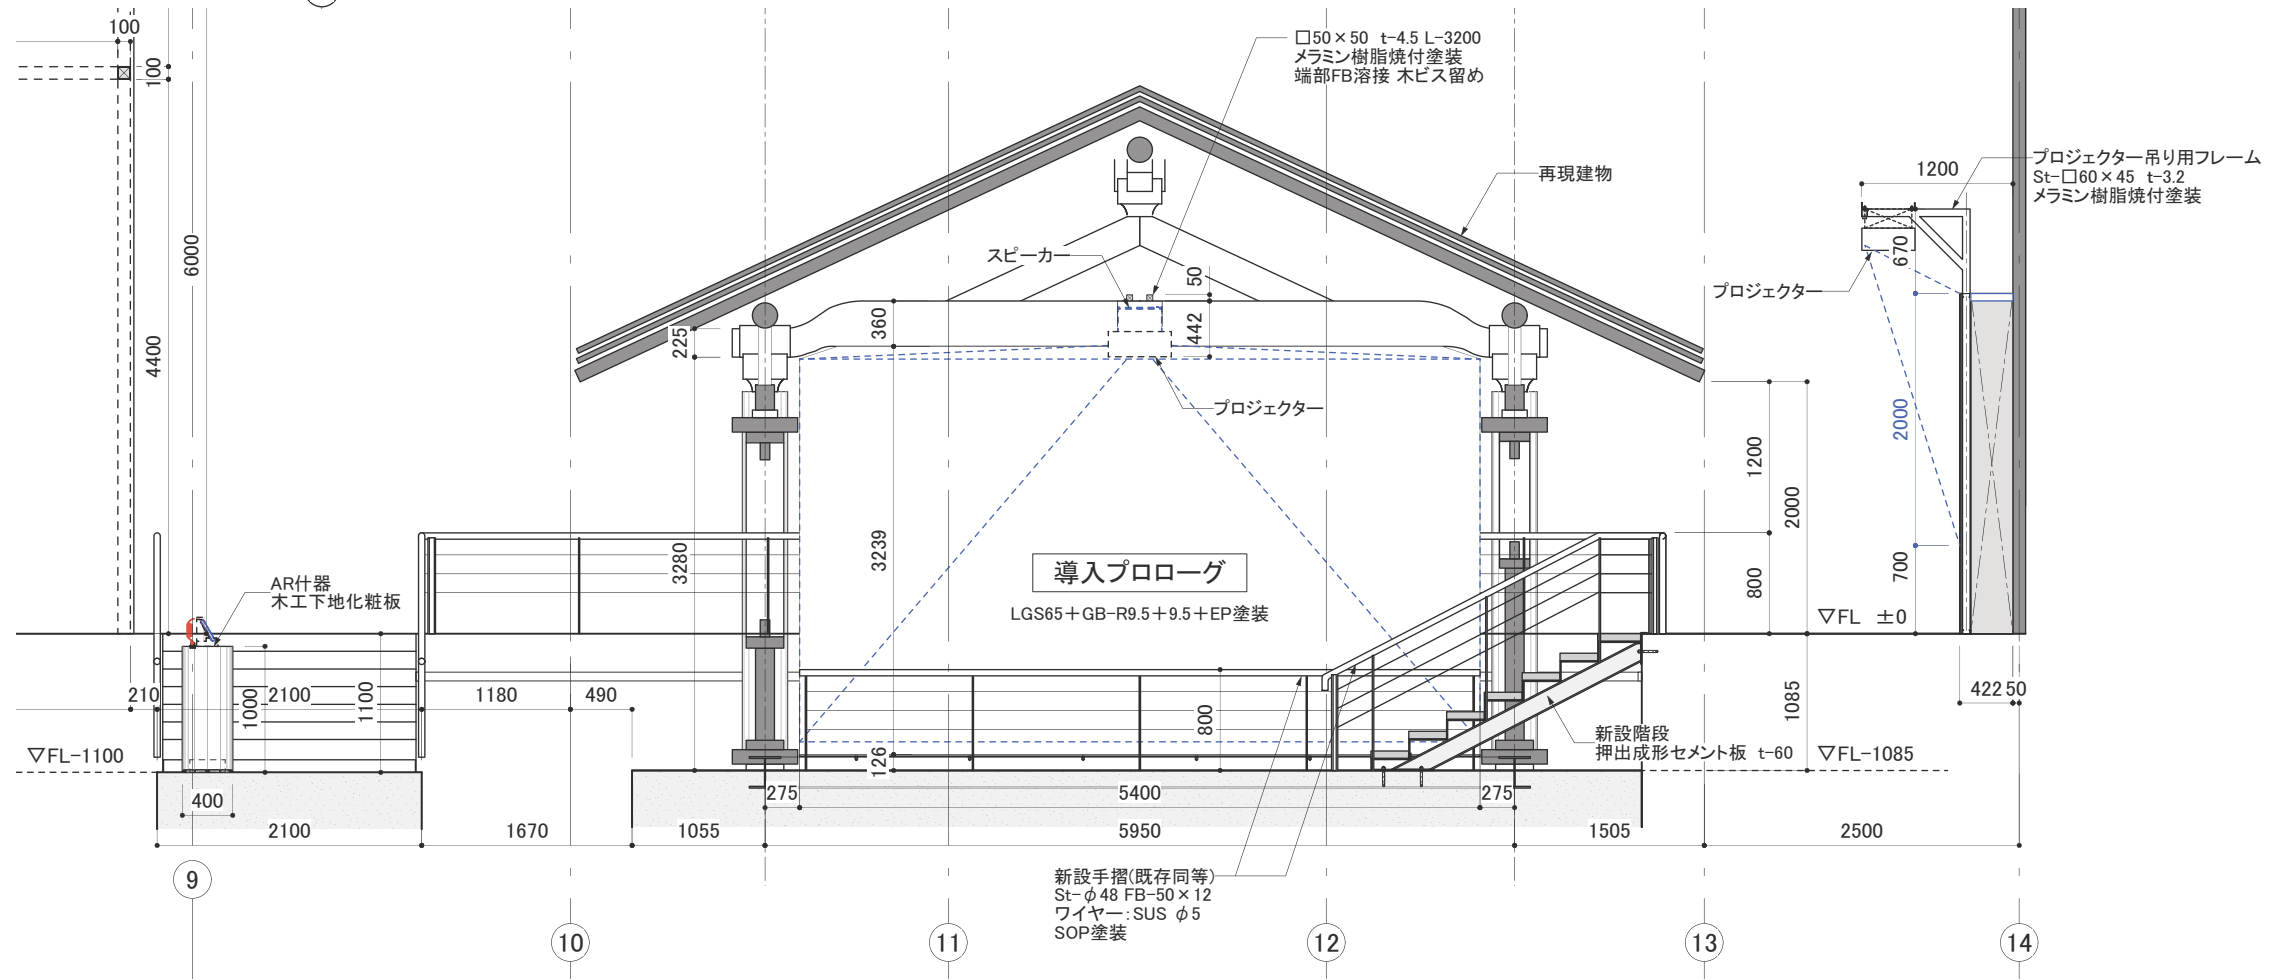 100
100
6000
4400
□50×50 t-4.5 L-3200
メラミン樹脂焼付塗装
端部FB溶接 木ビス留め
再現建物
スピーカー
50
442
360
225
プロジェクター
1200
プロジェクター吊り用フレーム
St-□60×45 t-3.2
メラミン樹脂焼付塗装
670
プロジェクター
2000
700
1200
2000
800
▽FL ±0
3280
3239
導入プロローグ
LGS65+GB-R9.5+9.5+EP塗装
AR什器
木工下地化粧板
210
2100
1000
1100
1180
490
800
126
新設階段
押出成形セメント板 t-60
1085
422
50
▽FL-1100
▽FL-1085
400
275
5400
275
2100
1670
1055
5950
1505
2500
新設手摺(既存同等)
St-φ48 FB-50×12
ワイヤー:SUS φ5
SOP塗装
9
10
11
12
13
14